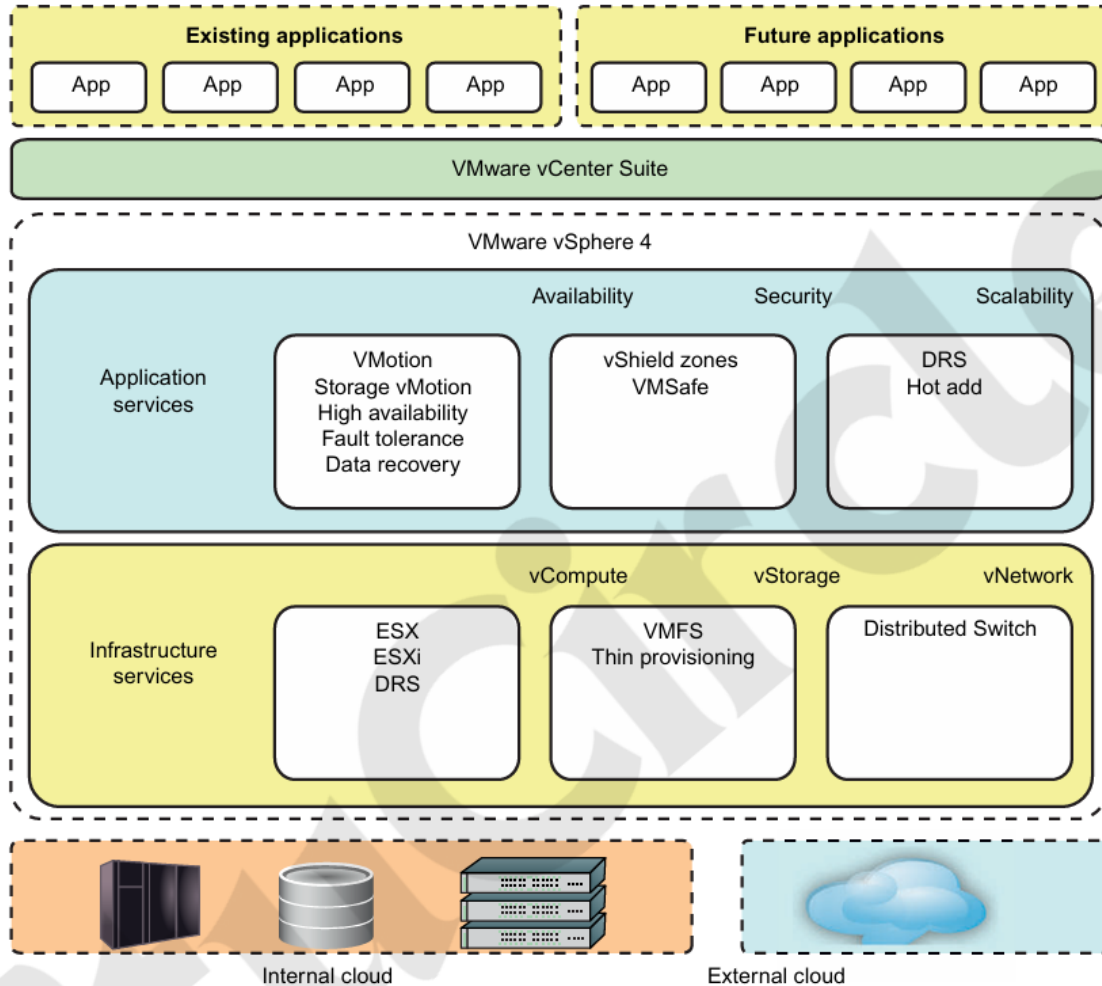 Existing applications
App App App App
Future applications
App App App App
VMware vCenter Suite
VMware vSphere 4
Availability Security Scalability
Application
services
VMotion
Storage vMotion
High availability
Fault tolerance
Data recovery
vShield zones
VMSafe
DRS
Hot add
vCompute vStorage vNetwork
Infrastructure
services
ESX
ESXi
DRS
VMFS
Thin provisioning
Distributed Switch
Internal cloud
External cloud